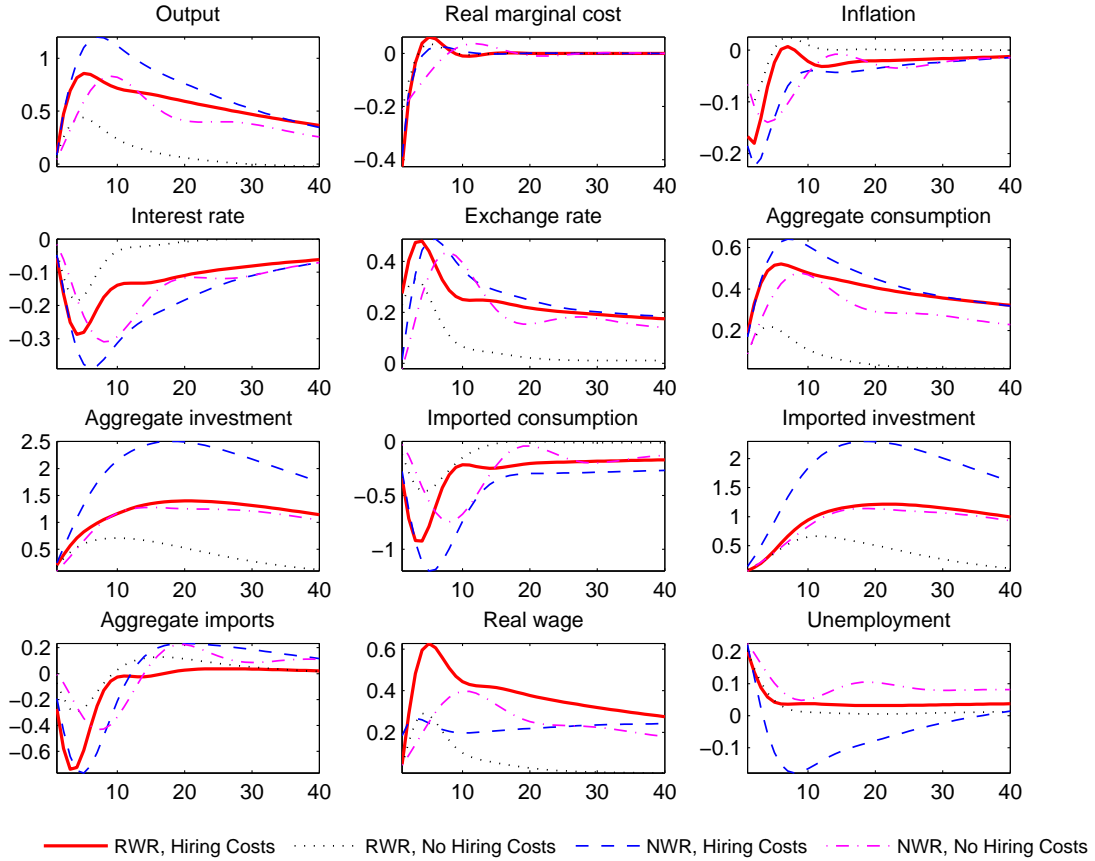 Output Real marginal cost Inflation
1
0.5
0
10 20 30 40
0
−0.2
−0.4
10 20 30 40
0
−0.1
−0.2
10 20 30 40
Interest rate Exchange rate Aggregate consumption
0
−0.1
−0.2
−0.3
10 20 30 40
0.4
0.2
0
10 20 30 40
0.6
0.4
0.2
10 20 30 40
Aggregate investment Imported consumption Imported investment
2.5
2
1.5
1
0.5
10 20 30 40
0
−0.5
−1
10 20 30 40
2
1.5
1
0.5
10 20 30 40
Aggregate imports Real wage Unemployment
0.2
0
−0.2
−0.4
−0.6
10 20 30 40
0.6
0.4
0.2
10 20 30 40
0.2
0.1
0
−0.1
10 20 30 40
RWR, Hiring Costs RWR, No Hiring Costs NWR, Hiring Costs NWR, No Hiring Costs